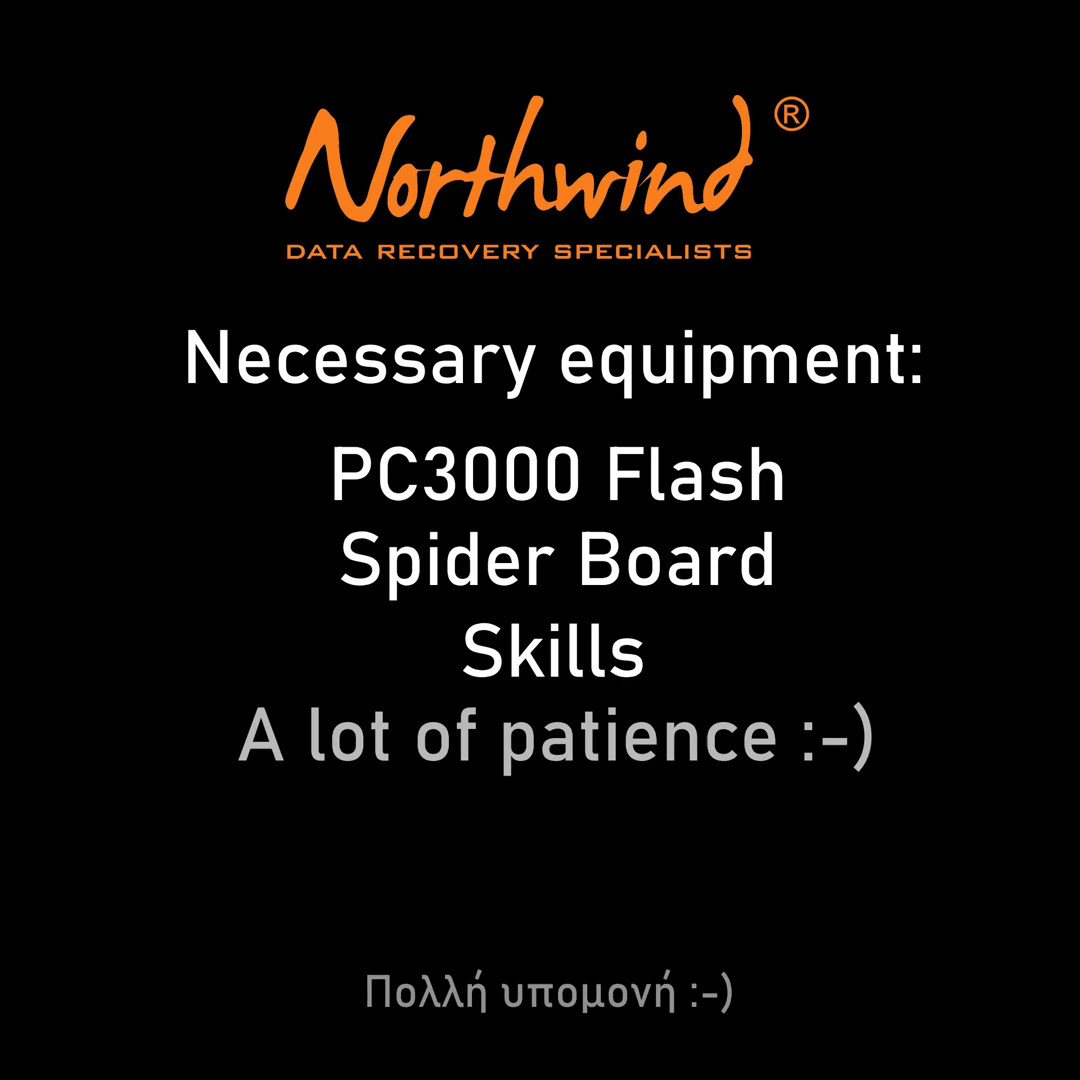 Northwind ®
DATA RECOVERY SPECIALISTS
Necessary equipment:
PC3000 Flash
Spider Board
Skills
A lot of patience :-)
Πολλή υπομονή :-)